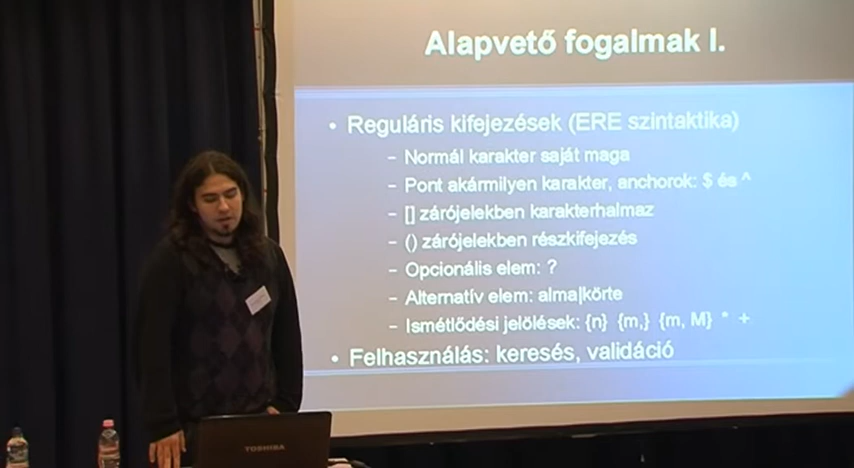 Alapvető fogalmak I.
• Reguláris kifejezések (ERE szintaktika)
– Normál karakter saját maga
– Pont akármilyen karakter, anchorok: $ és ^
– [] zárójelekben karakterhalmaz
– () zárójelekben részkifejezés
– Opcionális elem: ?
– Alternatív elem: alma|körte
– Ismétlődési jelölések: {n} {m,} {m, M} * +
• Felhasználás: keresés, validáció
TOSHIBA